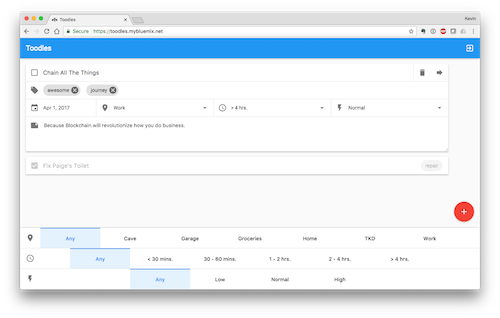 Toodles
Kevin
Secure https://toodles.mybluemix.net
Toodles
Chain All The Things
awesome journey
Apr 1, 2017 Work > 4 hrs. Normal
Because Blockchain will revolutionize how you do business.
Fix Paige's Toilet repair
Any Cave Garage Groceries Home TKD Work
Any < 30 mins. 30 - 60 mins. 1 - 2 hrs. 2 - 4 hrs. > 4 hrs.
Any Low Normal High